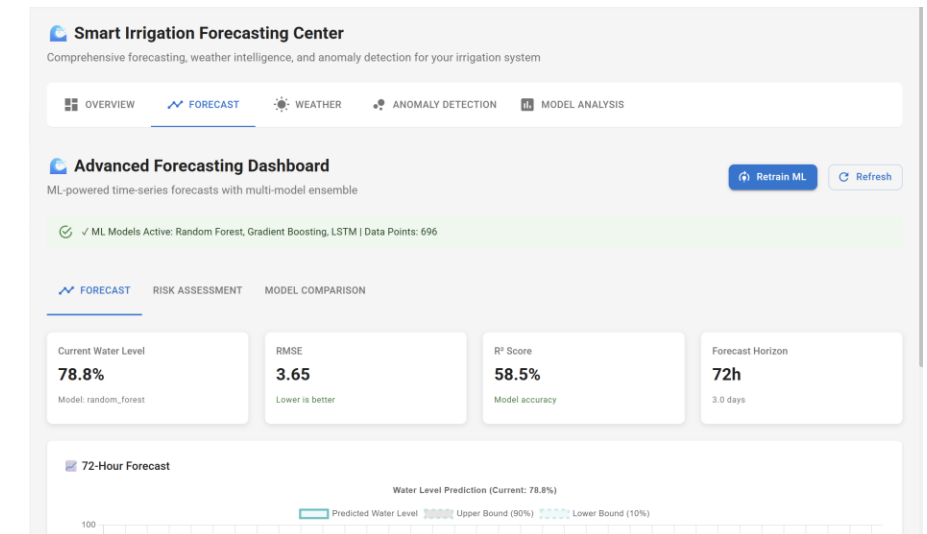 Smart Irrigation Forecasting Center
Comprehensive forecasting, weather intelligence, and anomaly detection for your irrigation system
OVERVIEW FORECAST WEATHER ANOMALY DETECTION MODEL ANALYSIS
Advanced Forecasting Dashboard
ML-powered time-series forecasts with multi-model ensemble
Retrain ML Refresh
✓ ML Models Active: Random Forest, Gradient Boosting, LSTM | Data Points: 696
FORECAST RISK ASSESSMENT MODEL COMPARISON
Current Water Level
78.8%
Model: random_forest
RMSE
3.65
Lower is better
R² Score
58.5%
Model accuracy
Forecast Horizon
72h
3.0 days
72-Hour Forecast
Water Level Prediction (Current: 78.8%)
Predicted Water Level Upper Bound (90%) Lower Bound (10%)
100